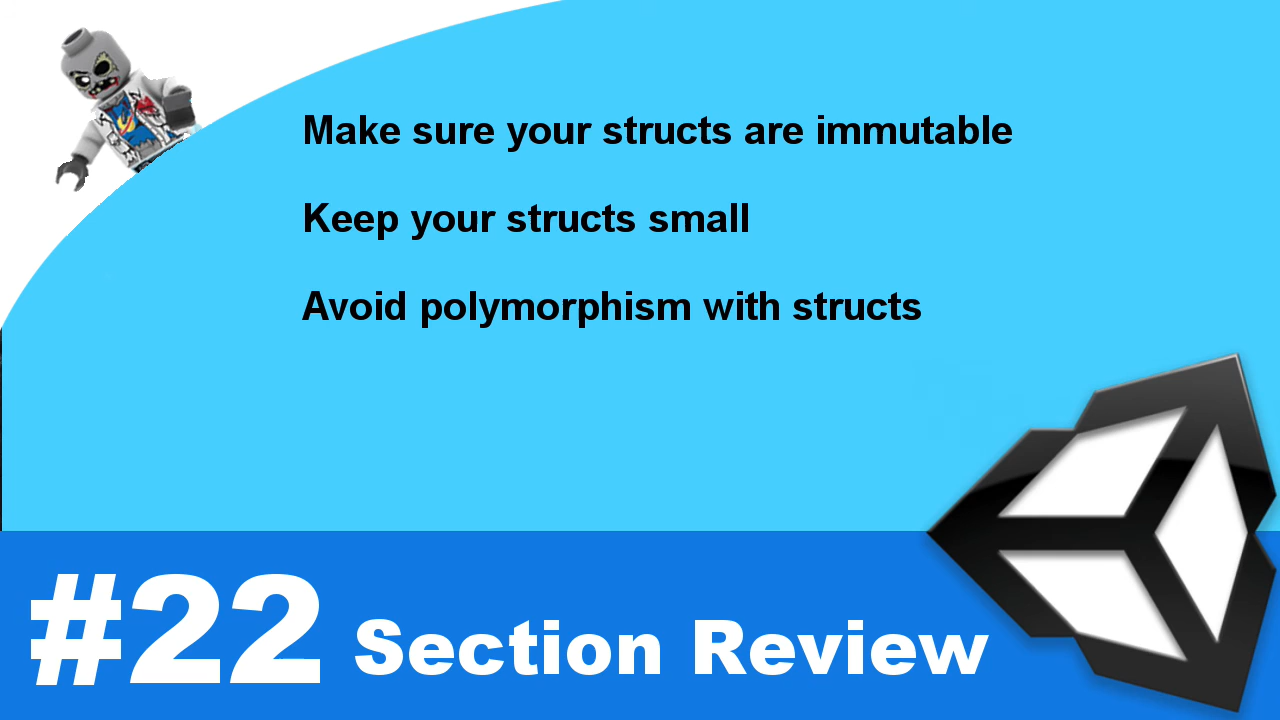 Make sure your structs are immutable
Keep your structs small
Avoid polymorphism with structs
#22 Section Review